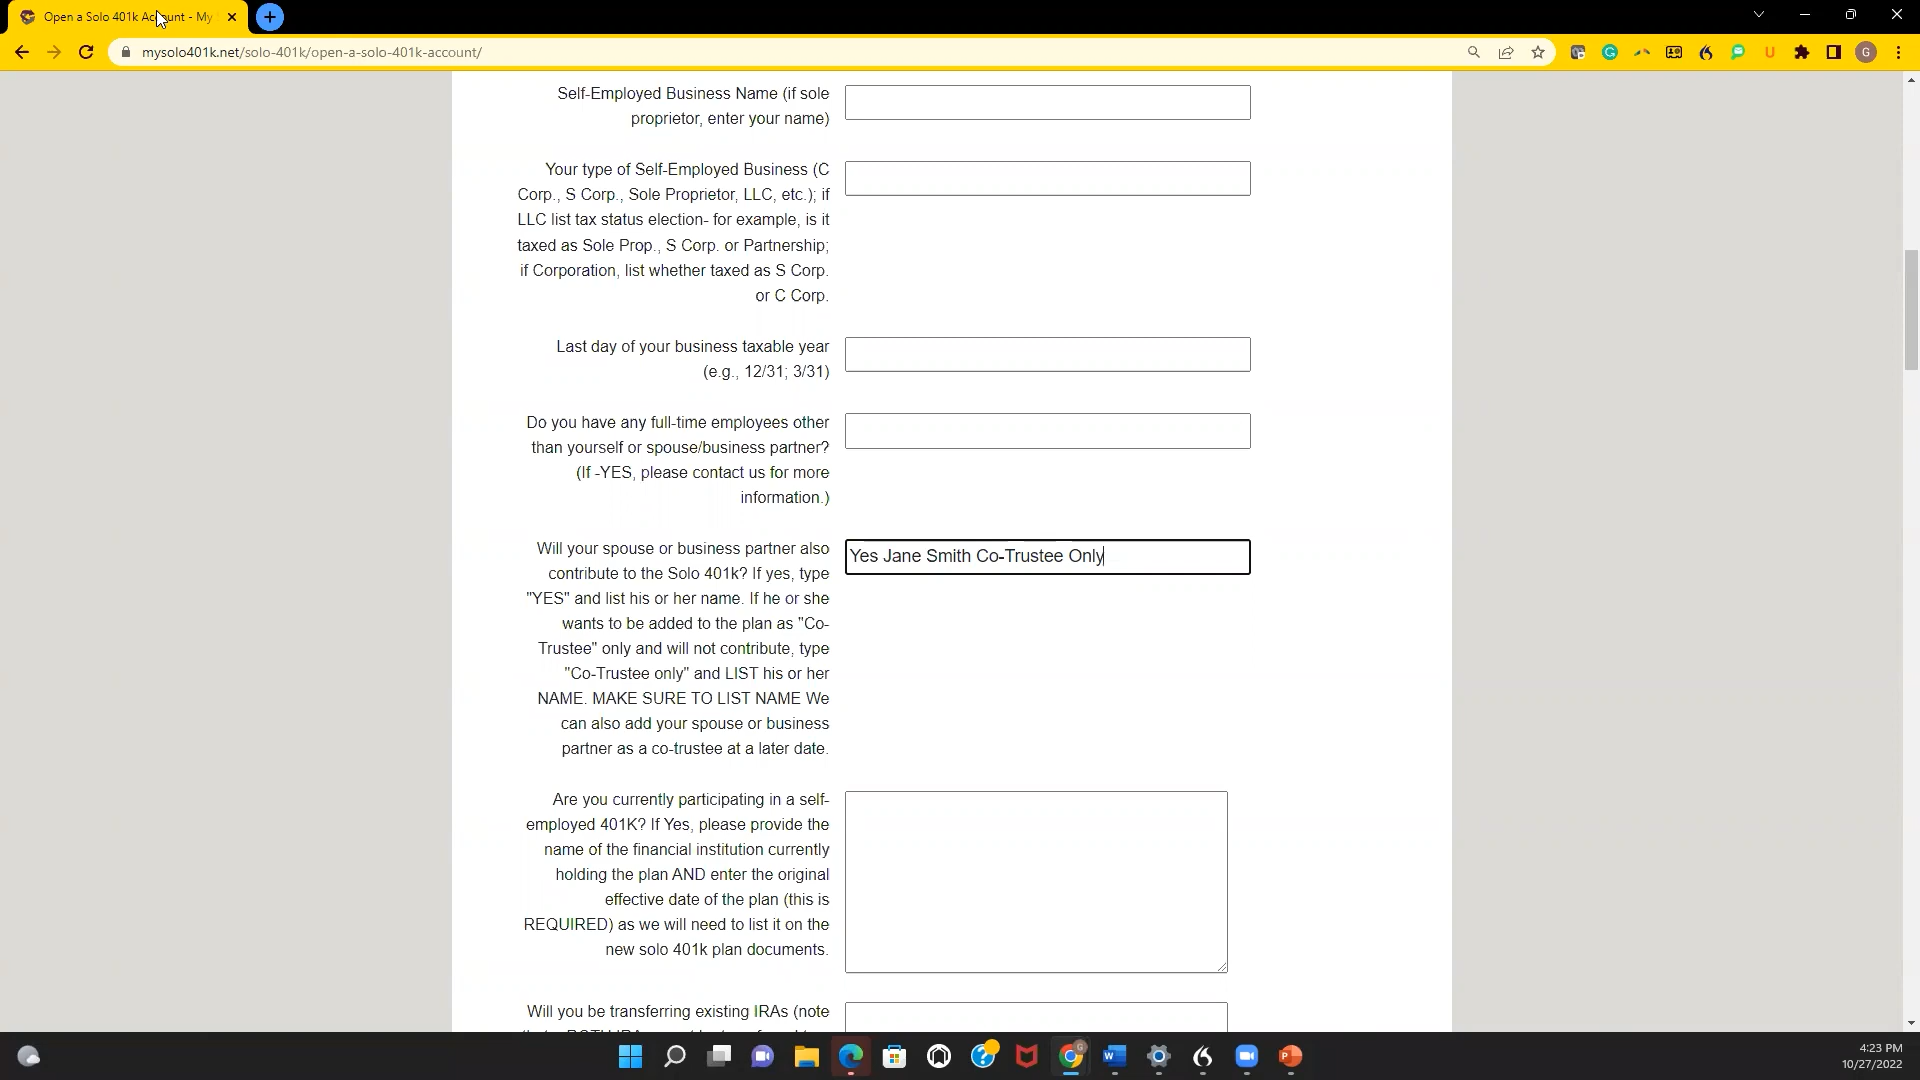 Open a Solo 401k Account - My
mysolo401k.net/solo-401k/open-a-solo-401k-account/
Self-Employed Business Name (if sole
proprietor, enter your name)
Your type of Self-Employed Business (C
Corp., S Corp., Sole Proprietor, LLC, etc.); if
LLC list tax status election- for example, is it
taxed as Sole Prop., S Corp. or Partnership;
if Corporation, list whether taxed as S Corp.
or C Corp.
Last day of your business taxable year
(e.g., 12/31; 3/31)
Do you have any full-time employees other
than yourself or spouse/business partner?
(If -YES, please contact us for more
information.)
Will your spouse or business partner also
contribute to the Solo 401k? If yes, type
"YES" and list his or her name. If he or she
wants to be added to the plan as "Co-
Trustee" only and will not contribute, type
"Co-Trustee only" and LIST his or her
NAME. MAKE SURE TO LIST NAME We
can also add your spouse or business
partner as a co-trustee at a later date.
Yes Jane Smith Co-Trustee Only
Are you currently participating in a self-
employed 401K? If Yes, please provide the
name of the financial institution currently
holding the plan AND enter the original
effective date of the plan (this is
REQUIRED) as we will need to list it on the
new solo 401k plan documents.
Will you be transferring existing IRAs (note
4:23 PM
10/27/2022